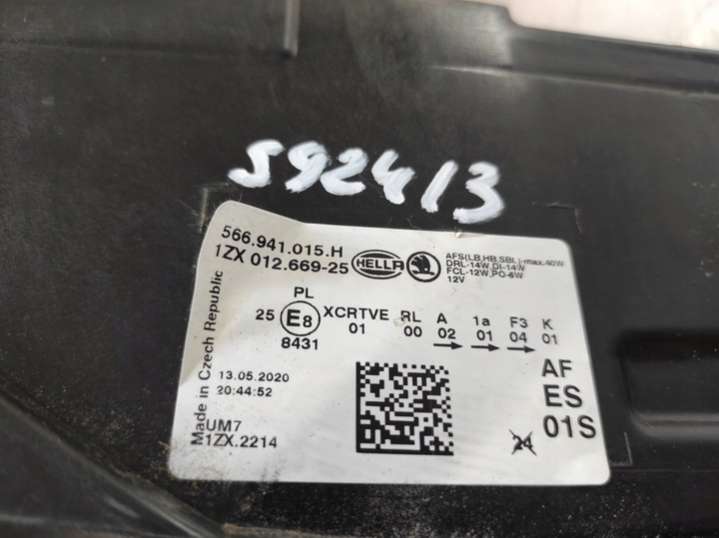 592413
566.941.015.H
1ZX 012.669-25
HELLA
AFS(LB,HB,SBL)-max.40W
DRL-14W,DI-14W
FCL-12W,PO-6W
12V
PL
25 E8 XCRTVE RL A 1a F3 K
8431 01 00 02 01 04 01
Made in Czech Republic
13.05.2020
20:44:52
UM7
1ZX.2214
AF
ES
01S
24